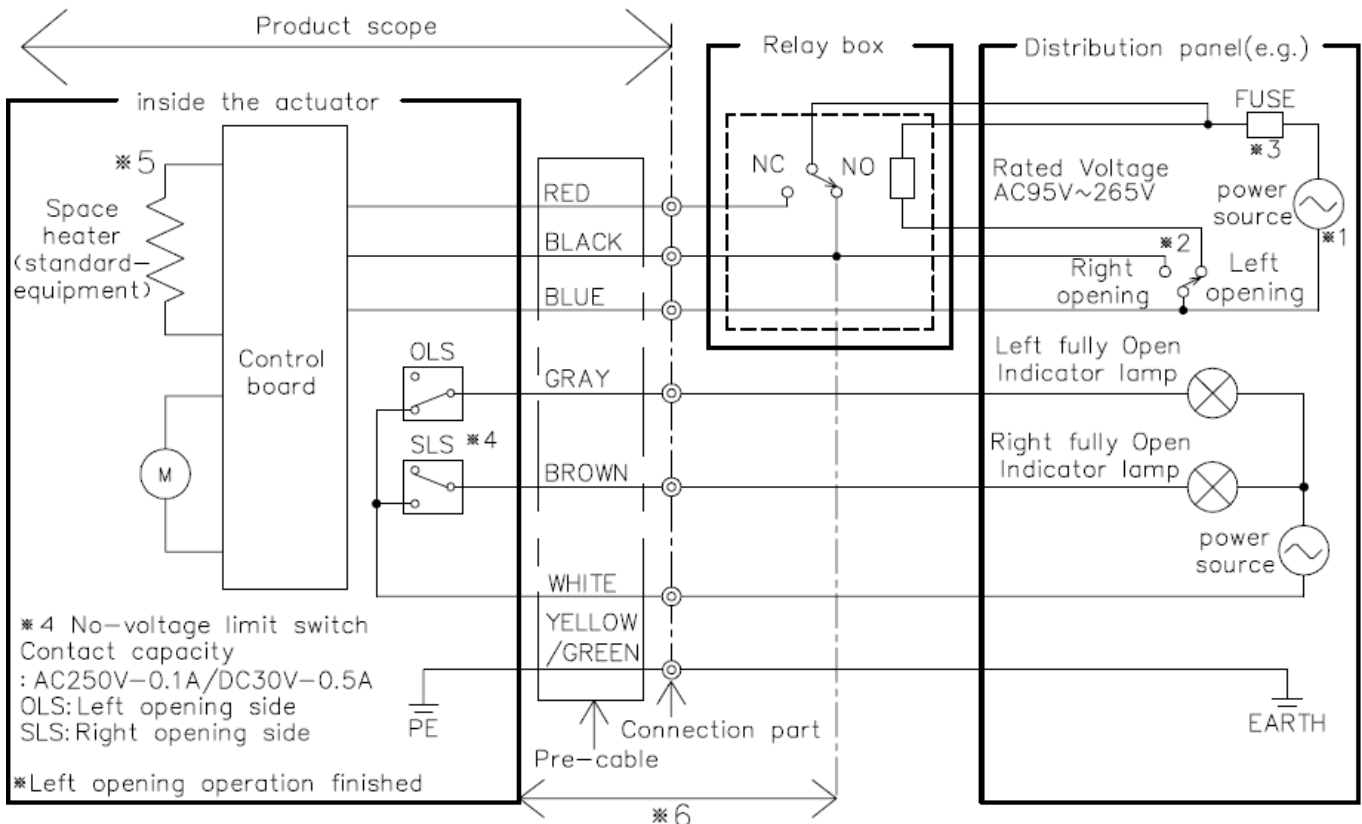 Product scope
Relay box
Distribution panel(e.g.)
inside the actuator
FUSE
※3
※5
NC
NO
Rated Voltage
AC95V~265V
power
source
※1
RED
Space
heater
(standard-
equipment)
BLACK
※2
Right
opening
Left
opening
BLUE
Control
board
OLS
GRAY
Left fully Open
Indicator lamp
SLS ※4
M
BROWN
Right fully Open
Indicator lamp
power
source
WHITE
YELLOW
/GREEN
※4 No-voltage limit switch
Contact capacity
:AC250V-0.1A/DC30V-0.5A
OLS:Left opening side
SLS:Right opening side
PE
EARTH
Connection part
Pre-cable
※Left opening operation finished
※6